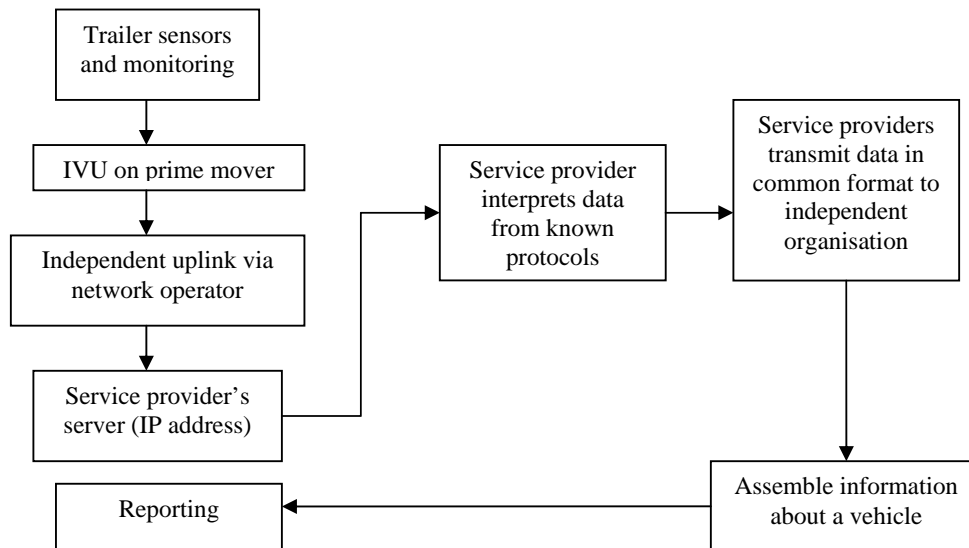 Trailer sensors
and monitoring
IVU on prime mover
Independent uplink via
network operator
Service provider’s
server (IP address)
Service provider
interprets data
from known
protocols
Service providers
transmit data in
common format to
independent
organisation
Assemble information
about a vehicle
Reporting